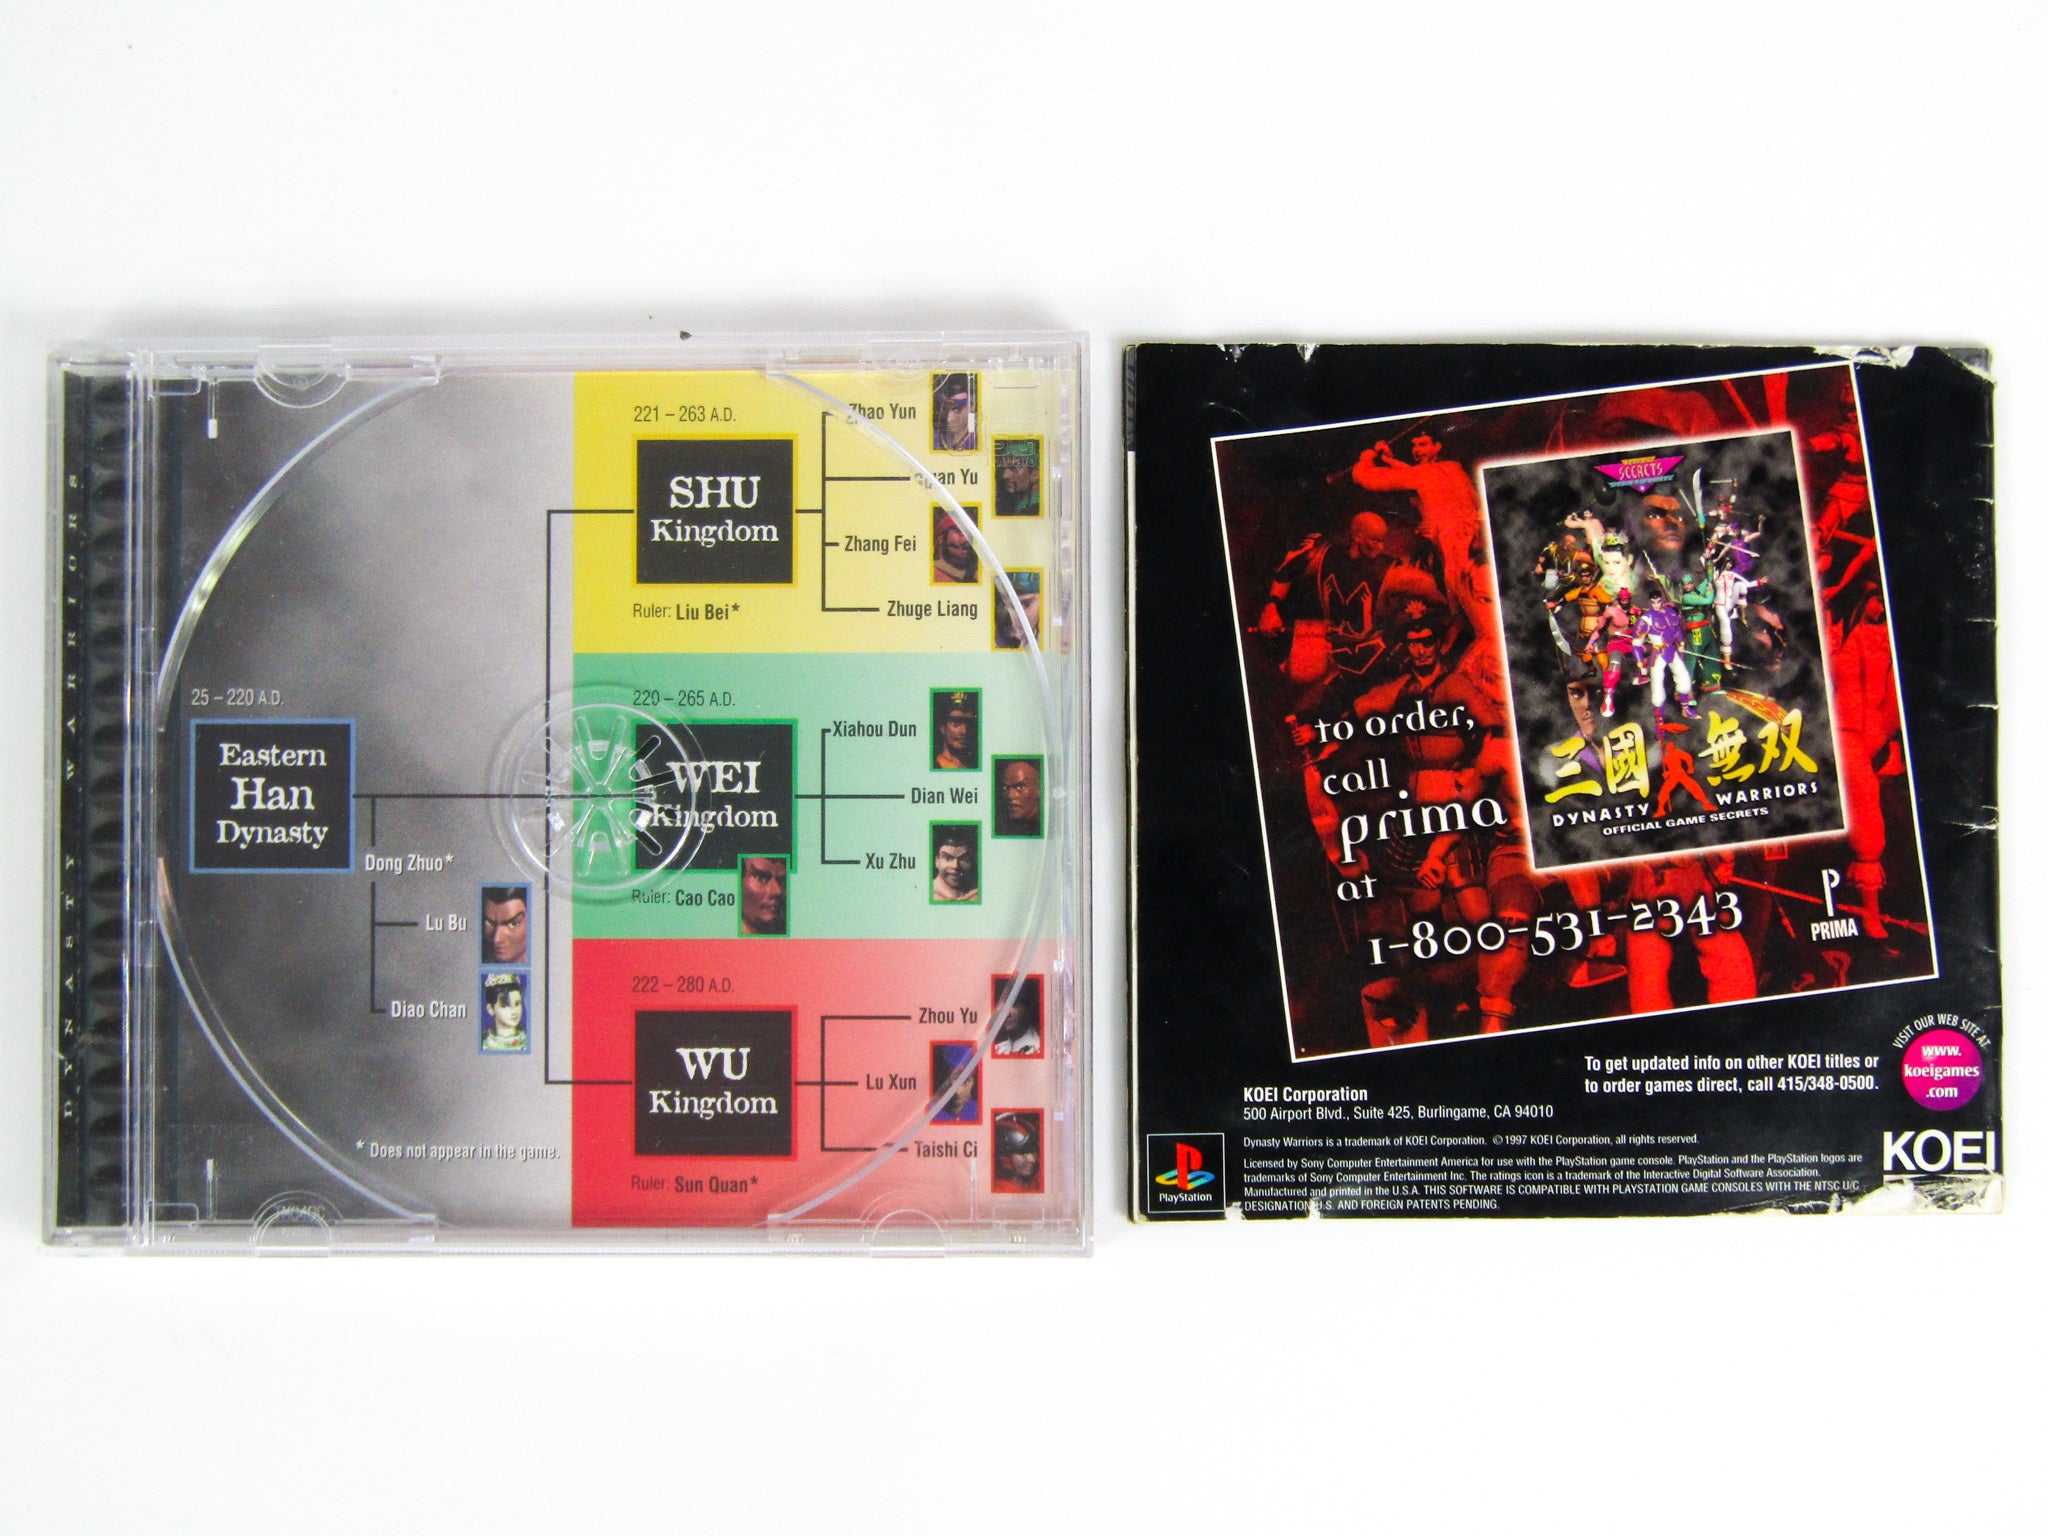 DYNASTY WARRIORS
25 – 220 A.D.
Eastern
Han
Dynasty
Dong Zhuo*
Lu Bu
Diao Chan
* Does not appear in the game.
221 – 263 A.D.
SHU
Kingdom
Ruler: Liu Bei*
Zhao Yun
Guan Yu
Zhang Fei
Zhuge Liang
220 – 265 A.D.
WEI
Kingdom
Ruler: Cao Cao
Xiahou Dun
Dian Wei
Xu Zhu
222 – 280 A.D.
WU
Kingdom
Ruler: Sun Quan*
Zhou Yu
Lu Xun
Taishi Ci
SECRETS
三國無双
DYNASTY WARRIORS
OFFICIAL GAME SECRETS
to order,
call
prima
at
1-800-531-2343
PRIMA
To get updated info on other KOEI titles or
to order games direct, call 415/348-0500.
VISIT OUR WEB SITE AT
www.
koeigames
.com
KOEI Corporation
500 Airport Blvd., Suite 425, Burlingame, CA 94010
Dynasty Warriors is a trademark of KOEI Corporation. ©1997 KOEI Corporation, all rights reserved.
Licensed by Sony Computer Entertainment America for use with the PlayStation game console. PlayStation and the PlayStation logos are
trademarks of Sony Computer Entertainment Inc. The ratings icon is a trademark of the Interactive Digital Software Association.
Manufactured and printed in the U.S.A. THIS SOFTWARE IS COMPATIBLE WITH PLAYSTATION GAME CONSOLES WITH THE NTSC U/C
DESIGNATION U.S. AND FOREIGN PATENTS PENDING.
PlayStation
KOEI